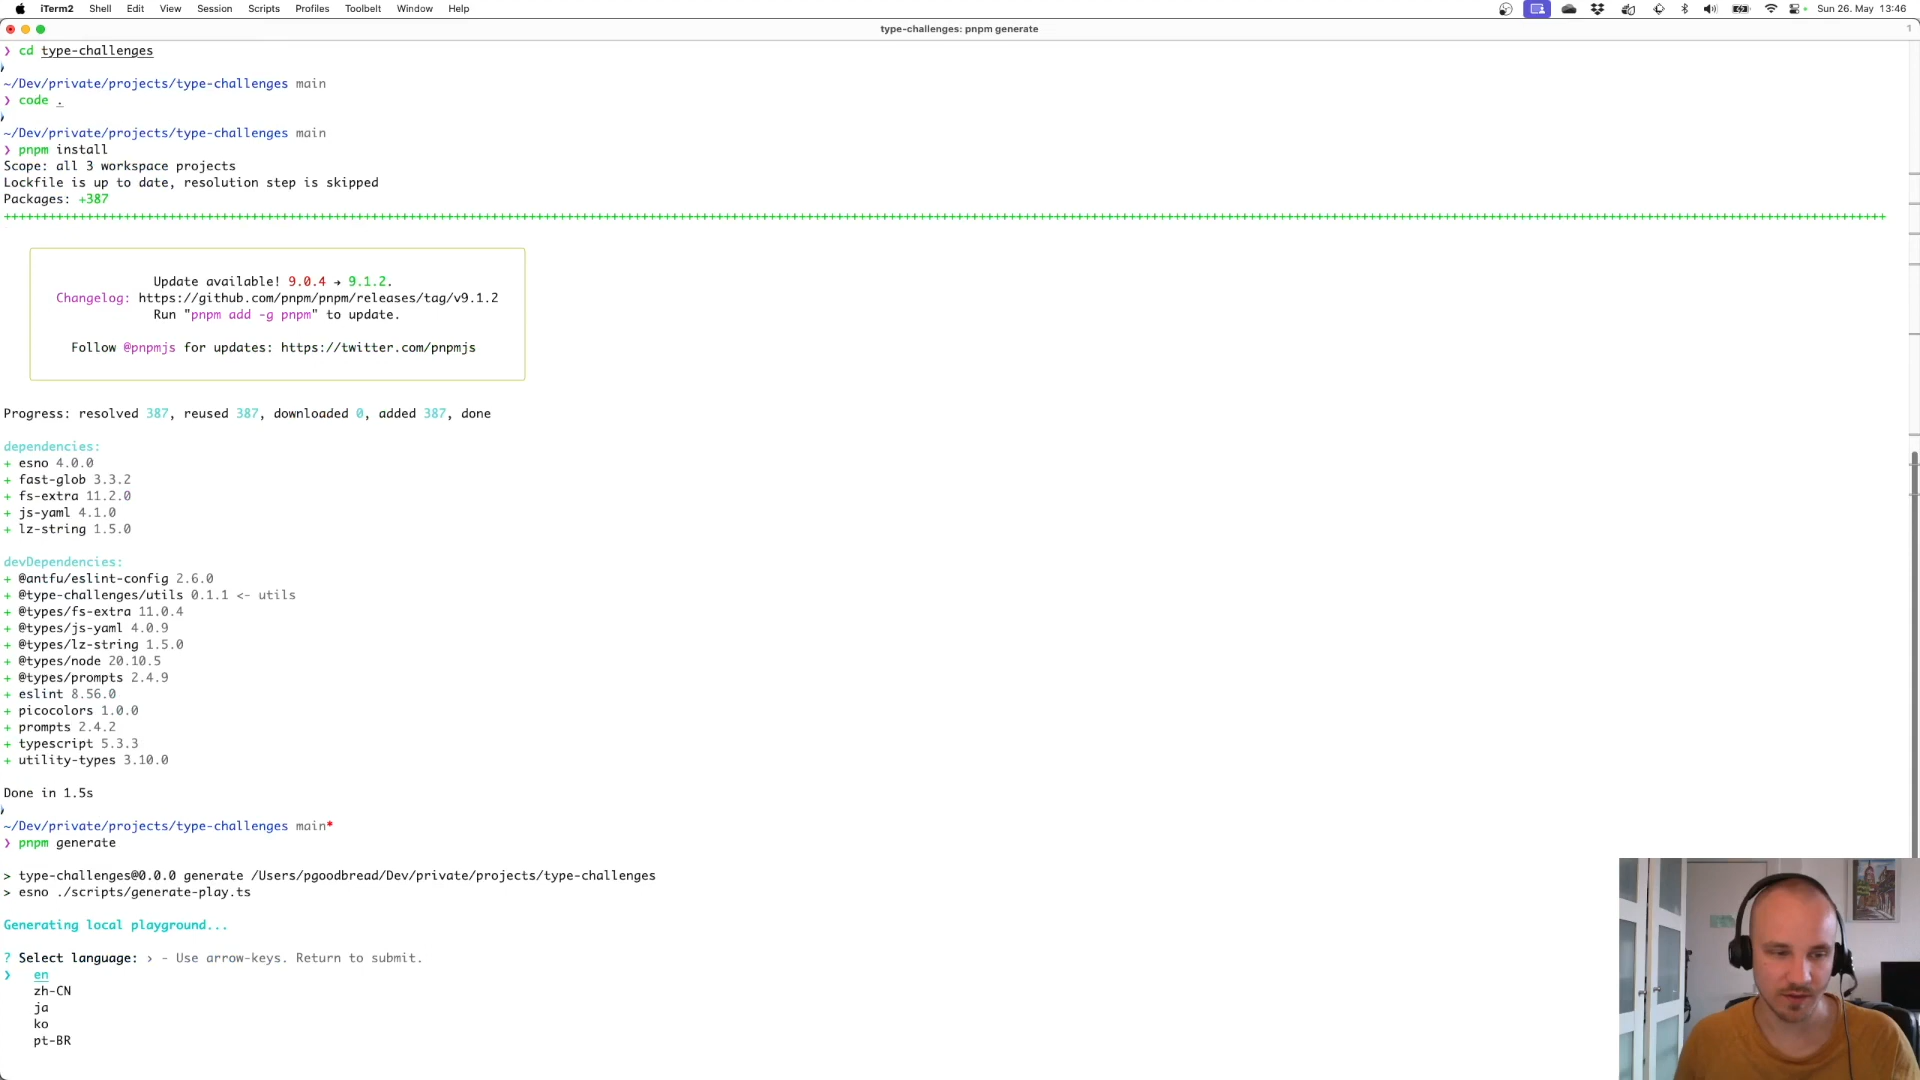 iTerm2 Shell Edit View Session Scripts Profiles Toolbelt Window Help Sun 26. May 13:46
type-challenges: pnpm generate 1
❯ cd type-challenges
~/Dev/private/projects/type-challenges main
❯ code .
~/Dev/private/projects/type-challenges main
❯ pnpm install
Scope: all 3 workspace projects
Lockfile is up to date, resolution step is skipped
Packages: +387
Update available! 9.0.4 → 9.1.2.
Changelog: https://github.com/pnpm/pnpm/releases/tag/v9.1.2
Run "pnpm add -g pnpm" to update.
Follow @pnpmjs for updates: https://twitter.com/pnpmjs
Progress: resolved 387, reused 387, downloaded 0, added 387, done
dependencies:
+ esno 4.0.0
+ fast-glob 3.3.2
+ fs-extra 11.2.0
+ js-yaml 4.1.0
+ lz-string 1.5.0
devDependencies:
+ @antfu/eslint-config 2.6.0
+ @type-challenges/utils 0.1.1 <- utils
+ @types/fs-extra 11.0.4
+ @types/js-yaml 4.0.9
+ @types/lz-string 1.5.0
+ @types/node 20.10.5
+ @types/prompts 2.4.9
+ eslint 8.56.0
+ picocolors 1.0.0
+ prompts 2.4.2
+ typescript 5.3.3
+ utility-types 3.10.0
Done in 1.5s
~/Dev/private/projects/type-challenges main*
❯ pnpm generate
> type-challenges@0.0.0 generate /Users/pgoodbread/Dev/private/projects/type-challenges
> esno ./scripts/generate-play.ts
Generating local playground...
? Select language: › - Use arrow-keys. Return to submit.
❯ en
zh-CN
ja
ko
pt-BR